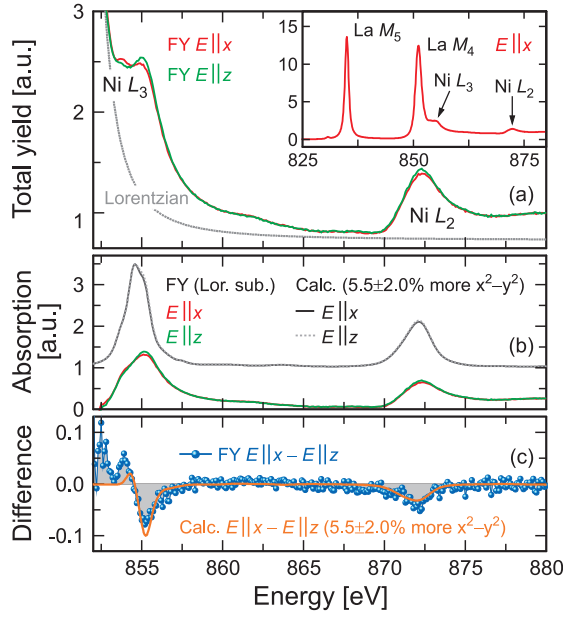 Total yield [a.u.]
3
2
1
FY E||x
FY E||z
Ni L3
Lorentzian
Ni L2
(a)
15
10
5
0
825
850
875
La M5
La M4
E||x
Ni L3
Ni L2
Absorption
[a.u.]
2
1
0
FY (Lor. sub.)
E||x
E||z
Calc. (5.5±2.0% more x²–y²)
E||x
E||z
(b)
Difference
0.1
0.0
-0.1
FY E||x – E||z
(c)
Calc. E||x – E||z (5.5±2.0% more x²–y²)
855
860
865
870
875
880
Energy [eV]